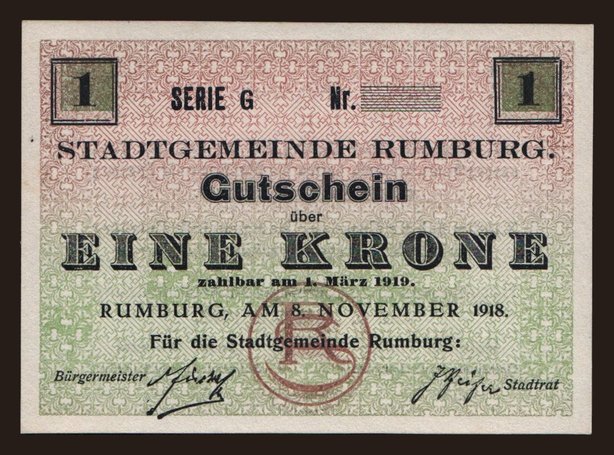 1 1
SERIE G Nr.
STADTGEMEINDE RUMBURG.
Gutschein
über
EINE KRONE
zahlbar am 1. März 1919.
RUMBURG, AM 8. NOVEMBER 1918.
Für die Stadtgemeinde Rumburg:
Bürgermeister Stadtrat
R